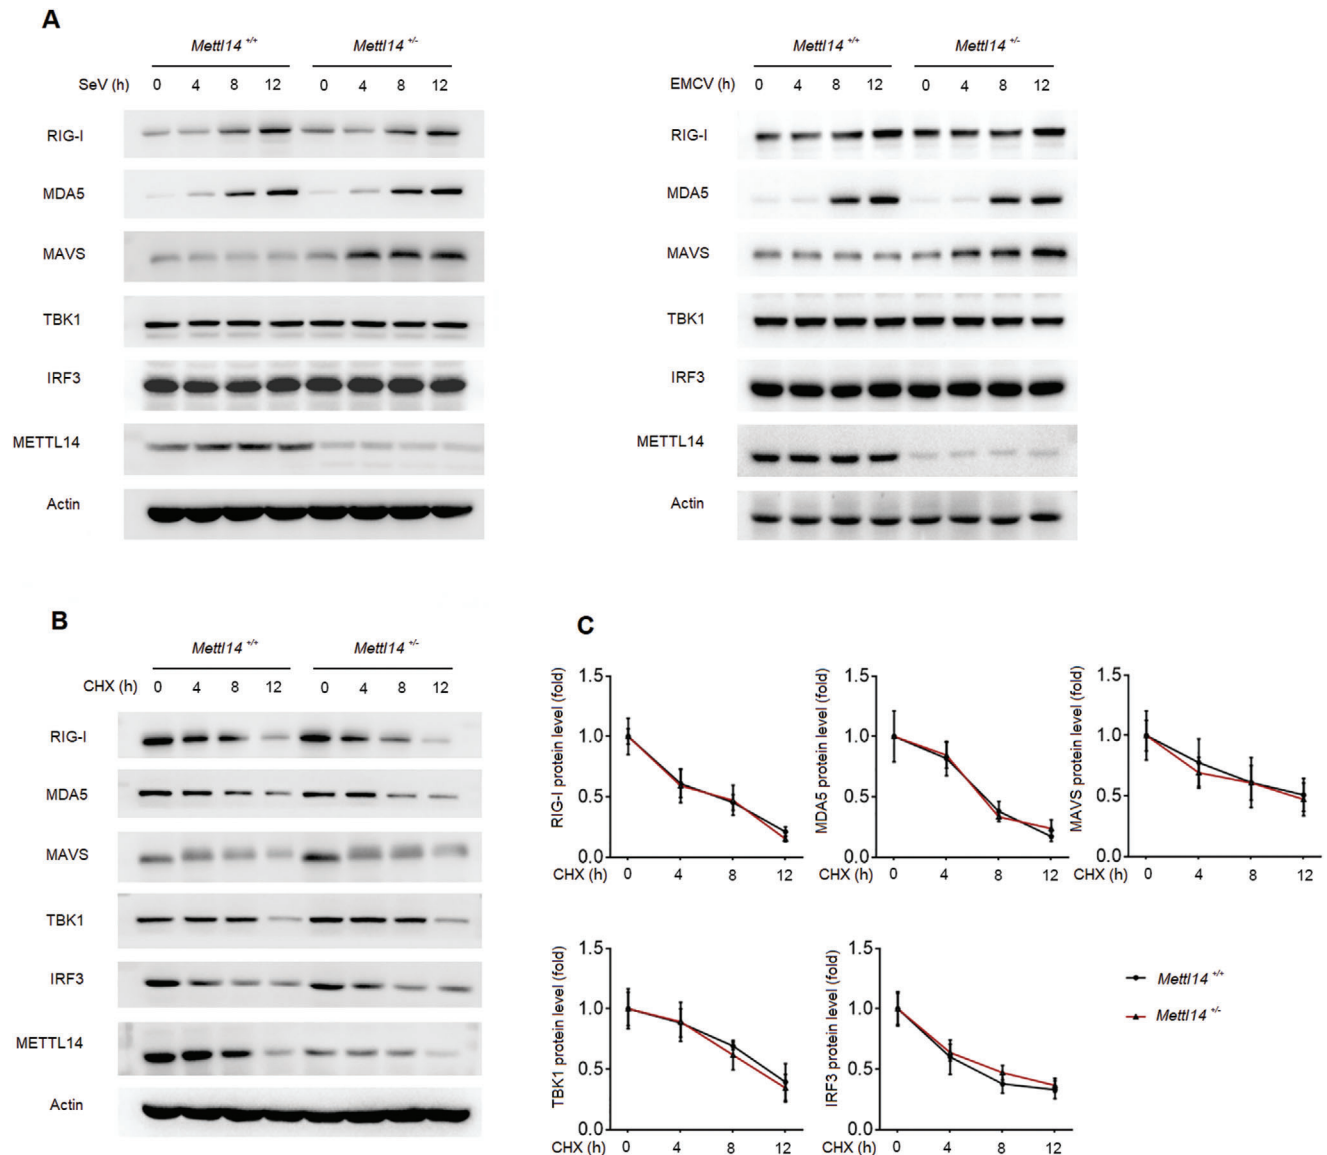 A
Mettl14 +/+ Mettl14 +/-
SeV (h) 0 4 8 12 0 4 8 12
RIG-I
MDA5
MAVS
TBK1
IRF3
METTL14
Actin
Mettl14 +/+ Mettl14 +/-
EMCV (h) 0 4 8 12 0 4 8 12
RIG-I
MDA5
MAVS
TBK1
IRF3
METTL14
Actin
B
Mettl14 +/+ Mettl14 +/-
CHX (h) 0 4 8 12 0 4 8 12
RIG-I
MDA5
MAVS
TBK1
IRF3
METTL14
Actin
C
RIG-I protein level (fold)
1.5
1.0
0.5
0.0
CHX (h) 0 4 8 12
MDA5 protein level (fold)
1.5
1.0
0.5
0.0
CHX (h) 0 4 8 12
MAVS protein level (fold)
1.5
1.0
0.5
0.0
CHX (h) 0 4 8 12
TBK1 protein level (fold)
1.5
1.0
0.5
0.0
CHX (h) 0 4 8 12
IRF3 protein level (fold)
1.5
1.0
0.5
0.0
CHX (h) 0 4 8 12
Mettl14 +/+
Mettl14 +/-